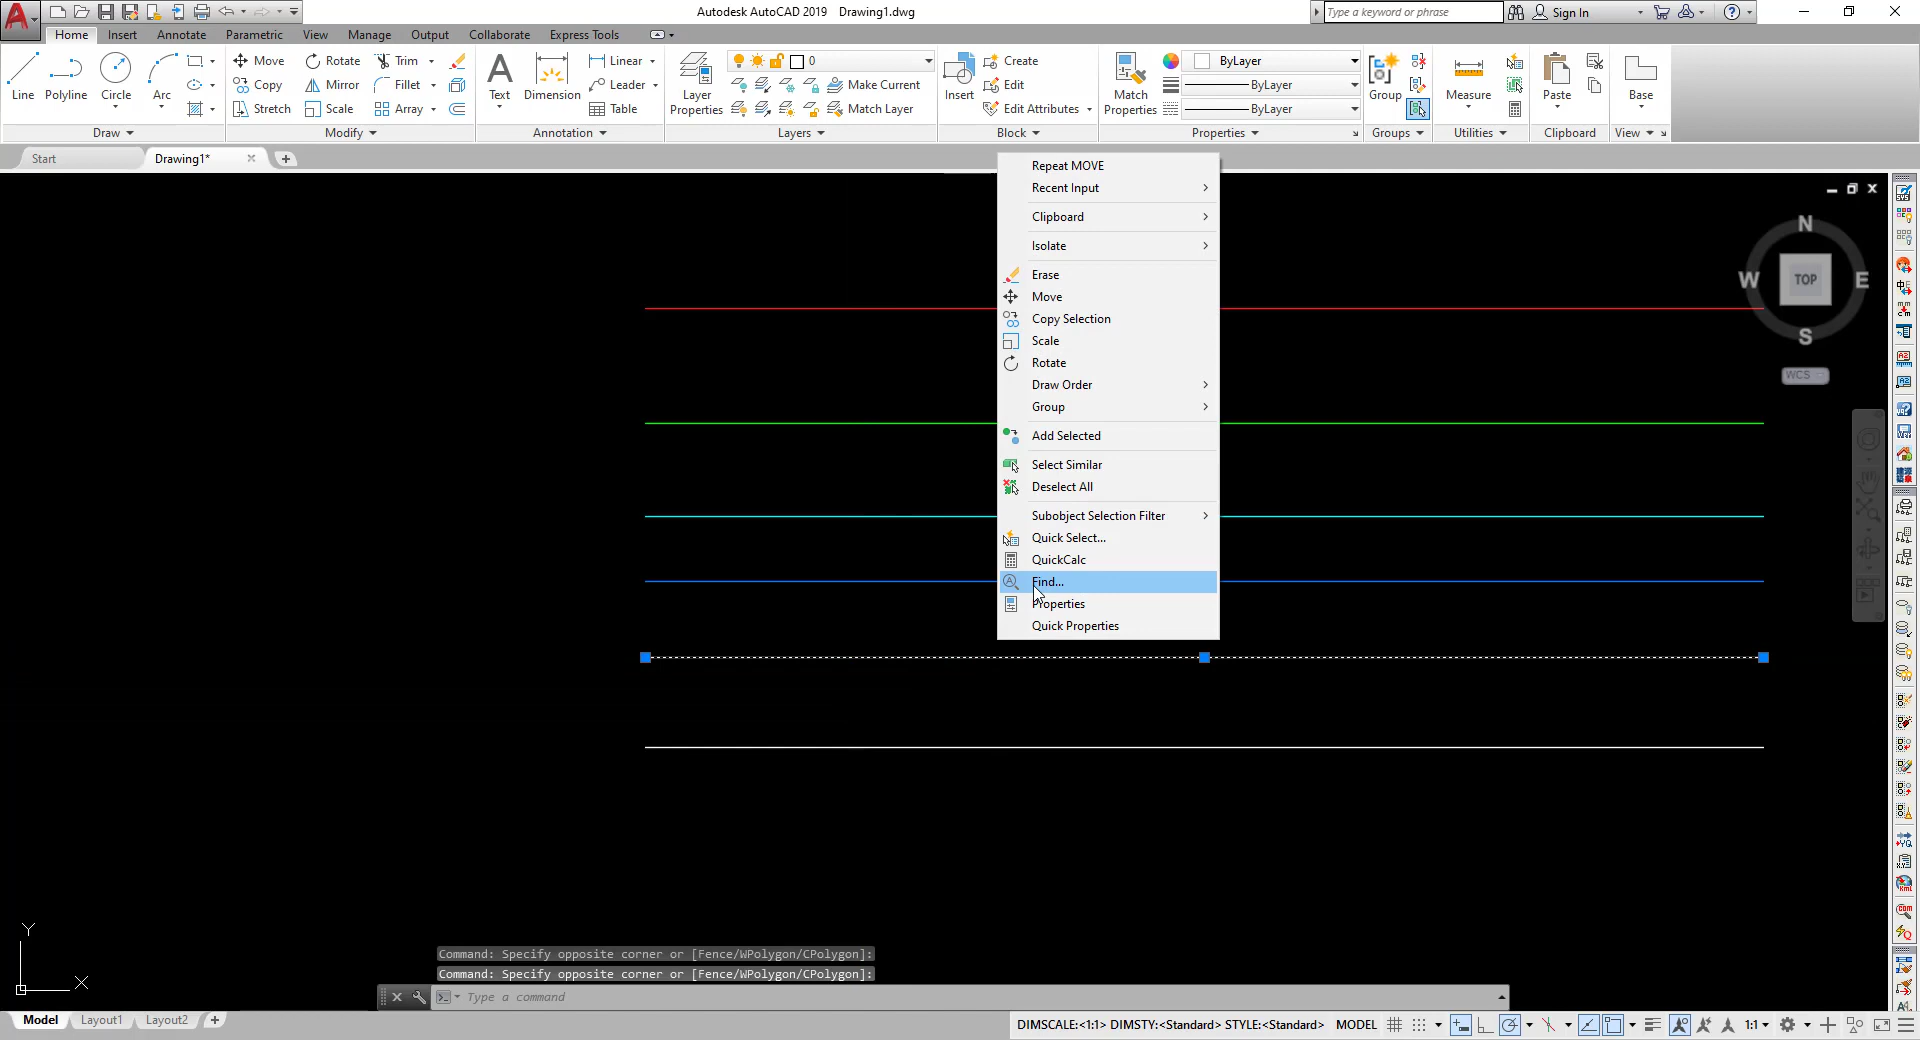 Autodesk AutoCAD 2019 Drawing1.dwg
Type a keyword or phrase
Sign In
Home Insert Annotate Parametric View Manage Output Collaborate Express Tools
Line
Polyline
Circle
Arc
Move
Copy
Stretch
Rotate
Mirror
Scale
Trim
Fillet
Array
Text
Dimension
Linear
Leader
Table
Layer
Properties
0
Make Current
Match Layer
Insert
Create
Edit
Edit Attributes
Match
Properties
ByLayer
ByLayer
ByLayer
Group
Measure
Paste
Base
Draw Modify Annotation Layers Block Properties Groups Utilities Clipboard View
Start Drawing1*
Repeat MOVE
Recent Input
Clipboard
Isolate
Erase
Move
Copy Selection
Scale
Rotate
Draw Order
Group
Add Selected
Select Similar
Deselect All
Subobject Selection Filter
Quick Select...
QuickCalc
Find...
Properties
Quick Properties
N
W TOP E
S
WCS
Y
X
Command: Specify opposite corner or [Fence/WPolygon/CPolygon]:
Command: Specify opposite corner or [Fence/WPolygon/CPolygon]:
Type a command
Model Layout1 Layout2
DIMSCALE:<1:1> DIMSTY:<Standard> STYLE:<Standard> MODEL 1:1